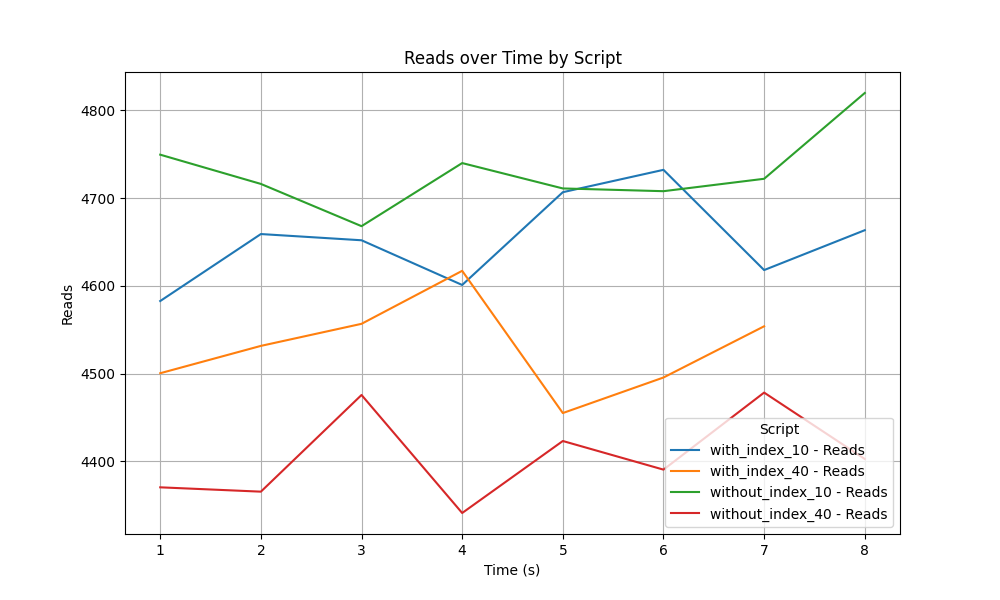 Reads over Time by Script
4800
4700
4600
4500
4400
Reads
1 2 3 4 5 6 7 8
Time (s)
Script
with_index_10 - Reads
with_index_40 - Reads
without_index_10 - Reads
without_index_40 - Reads